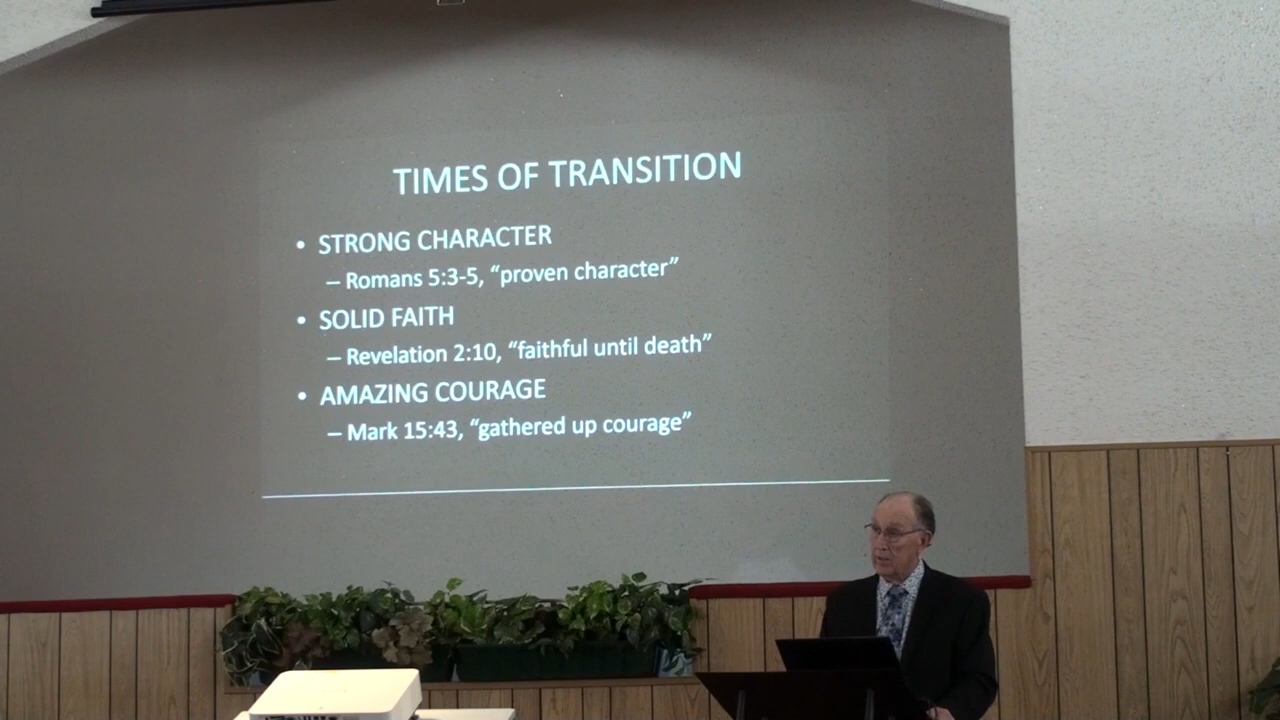 TIMES OF TRANSITION
• STRONG CHARACTER
– Romans 5:3-5, “proven character”
• SOLID FAITH
– Revelation 2:10, “faithful until death”
• AMAZING COURAGE
– Mark 15:43, “gathered up courage”